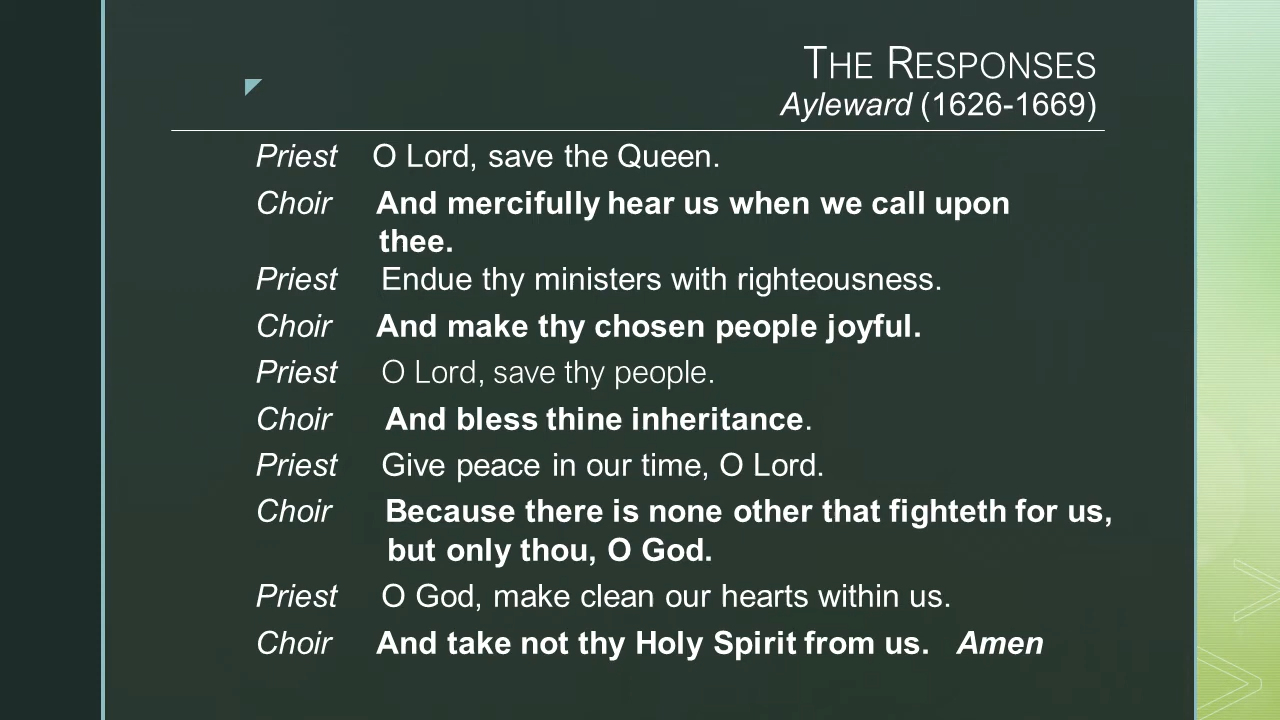 THE RESPONSES
Ayleward (1626-1669)
Priest O Lord, save the Queen.
Choir And mercifully hear us when we call upon
thee.
Priest Endue thy ministers with righteousness.
Choir And make thy chosen people joyful.
Priest O Lord, save thy people.
Choir And bless thine inheritance.
Priest Give peace in our time, O Lord.
Choir Because there is none other that fighteth for us,
but only thou, O God.
Priest O God, make clean our hearts within us.
Choir And take not thy Holy Spirit from us. Amen